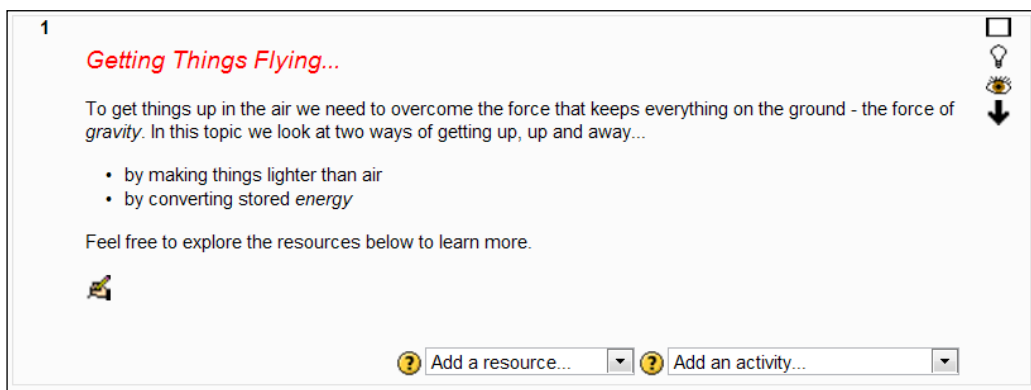 1
Getting Things Flying...
To get things up in the air we need to overcome the force that keeps everything on the ground - the force of
gravity. In this topic we look at two ways of getting up, up and away...
• by making things lighter than air
• by converting stored energy
Feel free to explore the resources below to learn more.
? Add a resource... ? Add an activity...